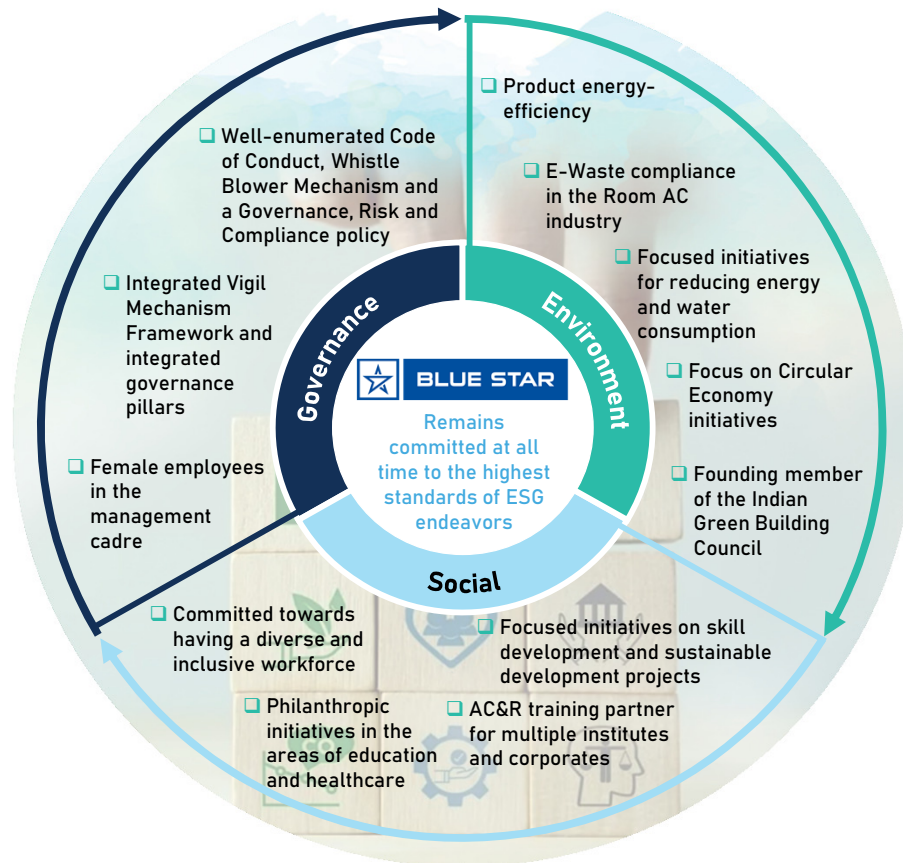 Product energy-
efficiency
E-Waste compliance
in the Room AC
industry
Focused initiatives
for reducing energy
and water
consumption
Focus on Circular
Economy
initiatives
Founding member
of the Indian
Green Building
Council
Well-enumerated Code
of Conduct, Whistle
Blower Mechanism and
a Governance, Risk and
Compliance policy
Integrated Vigil
Mechanism
Framework and
integrated
governance
pillars
Female employees
in the
management
cadre
Governance
Environment
Social
BLUE STAR
Remains
committed at all
time to the highest
standards of ESG
endeavors
Committed towards
having a diverse and
inclusive workforce
Philanthropic
initiatives in the
areas of education
and healthcare
Focused initiatives on skill
development and sustainable
development projects
AC&R training partner
for multiple institutes
and corporates